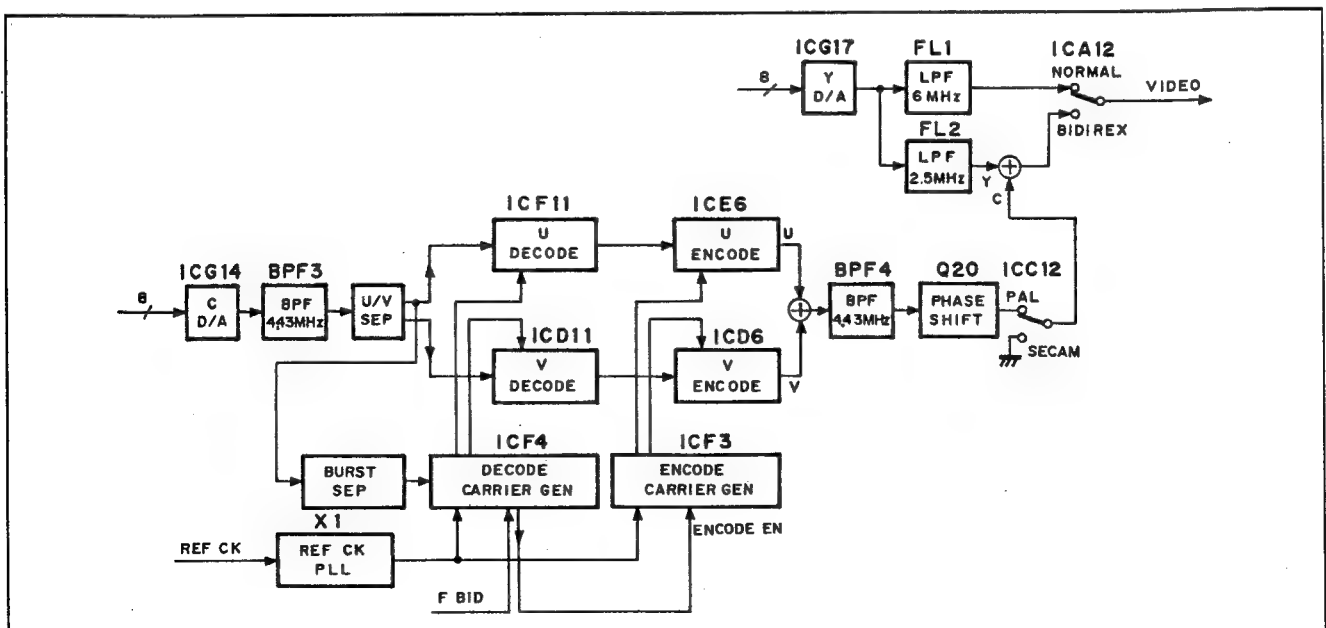 ICG17
8
Y
D/A
FL1
LPF
6 MHz
FL2
LPF
2.5MHz
Y
C
ICA12
NORMAL
VIDEO
BIDIREX
ICG14
8
C
D/A
BPF3
BPF
4.43MHz
U/V
SEP
ICF11
U
DECODE
ICE6
U
ENCODE
U
ICD11
V
DECODE
ICD6
V
ENCODE
V
BPF4
BPF
4.43MHz
Q20
PHASE
SHIFT
ICC12
PAL
SECAM
BURST
SEP
ICF4
DECODE
CARRIER GEN
ICF3
ENCODE
CARRIER GEN
ENCODE EN
X1
REF CK
REF CK
PLL
F BID